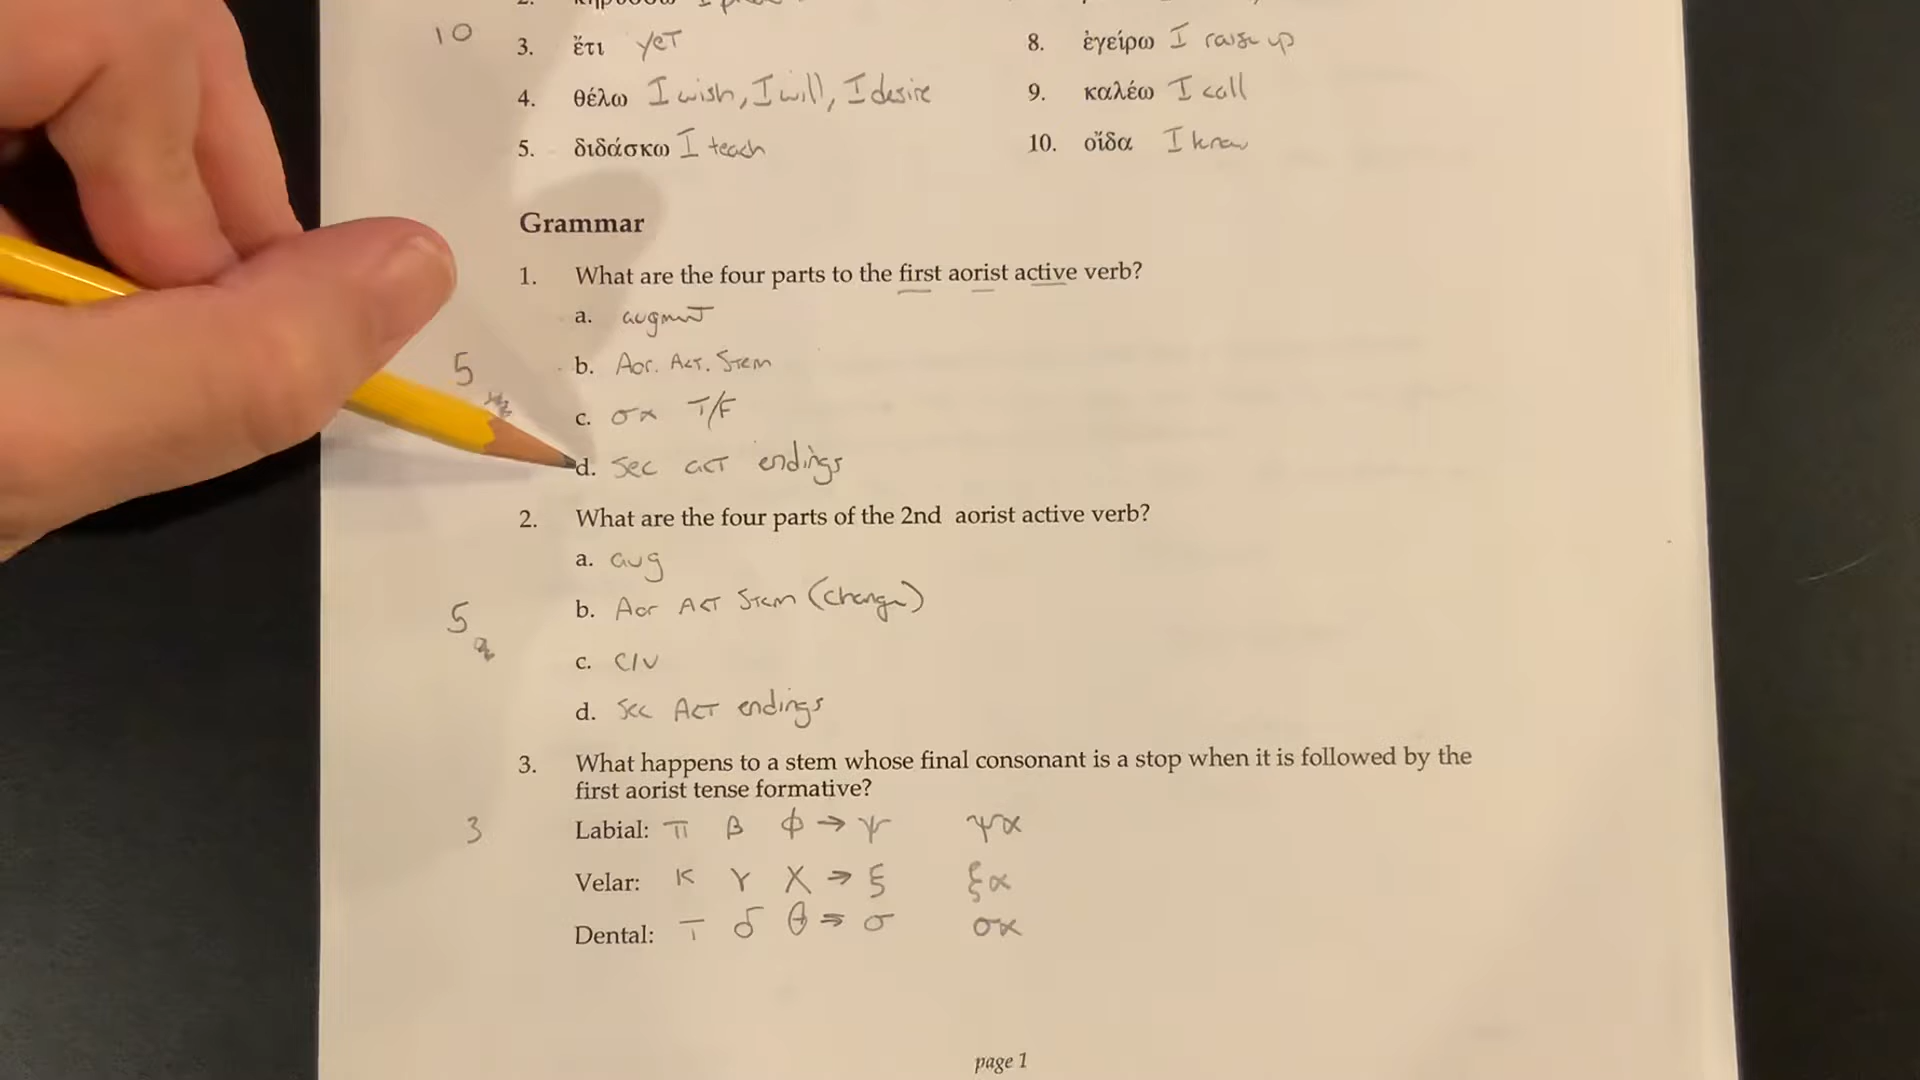 2. κηρύσσω I
10
3. ἔτι yet
8. ἐγείρω I raise up
4. θέλω I wish, I will, I desire
9. καλέω I call
5. διδάσκω I teach
10. οἶδα I know
Grammar
1. What are the four parts to the first aorist active verb?
a. augmt
5
b. Aor. Act. Stem
c. σα T/F
d. Sec act endings
2. What are the four parts of the 2nd aorist active verb?
a. aug
5
b. Aor Act Stem (change)
c. C/V
d. Sec Act endings
3. What happens to a stem whose final consonant is a stop when it is followed by the
first aorist tense formative?
3
Labial: π β φ → ψ ψα
Velar: κ γ χ → ξ ξα
Dental: τ δ θ ⇒ σ σα
page 1